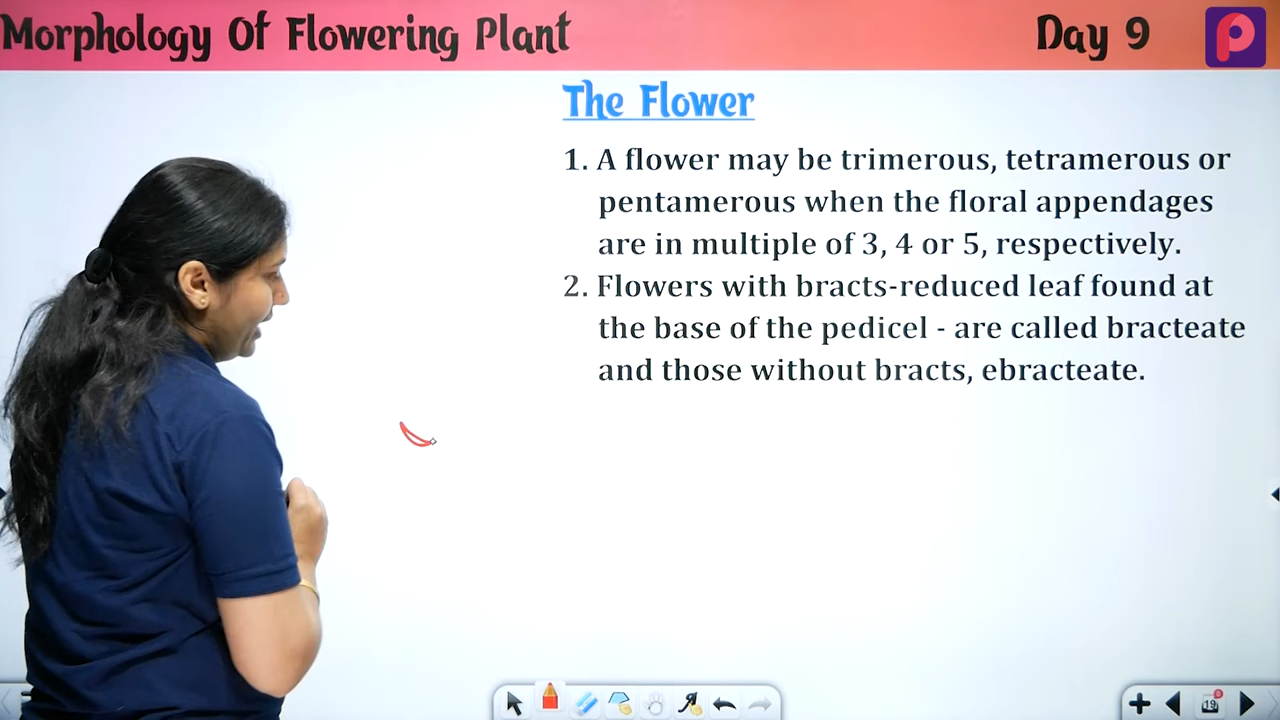 Morphology Of Flowering Plant
Day 9
The Flower
1. A flower may be trimerous, tetramerous or
pentamerous when the floral appendages
are in multiple of 3, 4 or 5, respectively.
2. Flowers with bracts-reduced leaf found at
the base of the pedicel - are called bracteate
and those without bracts, ebracteate.
19